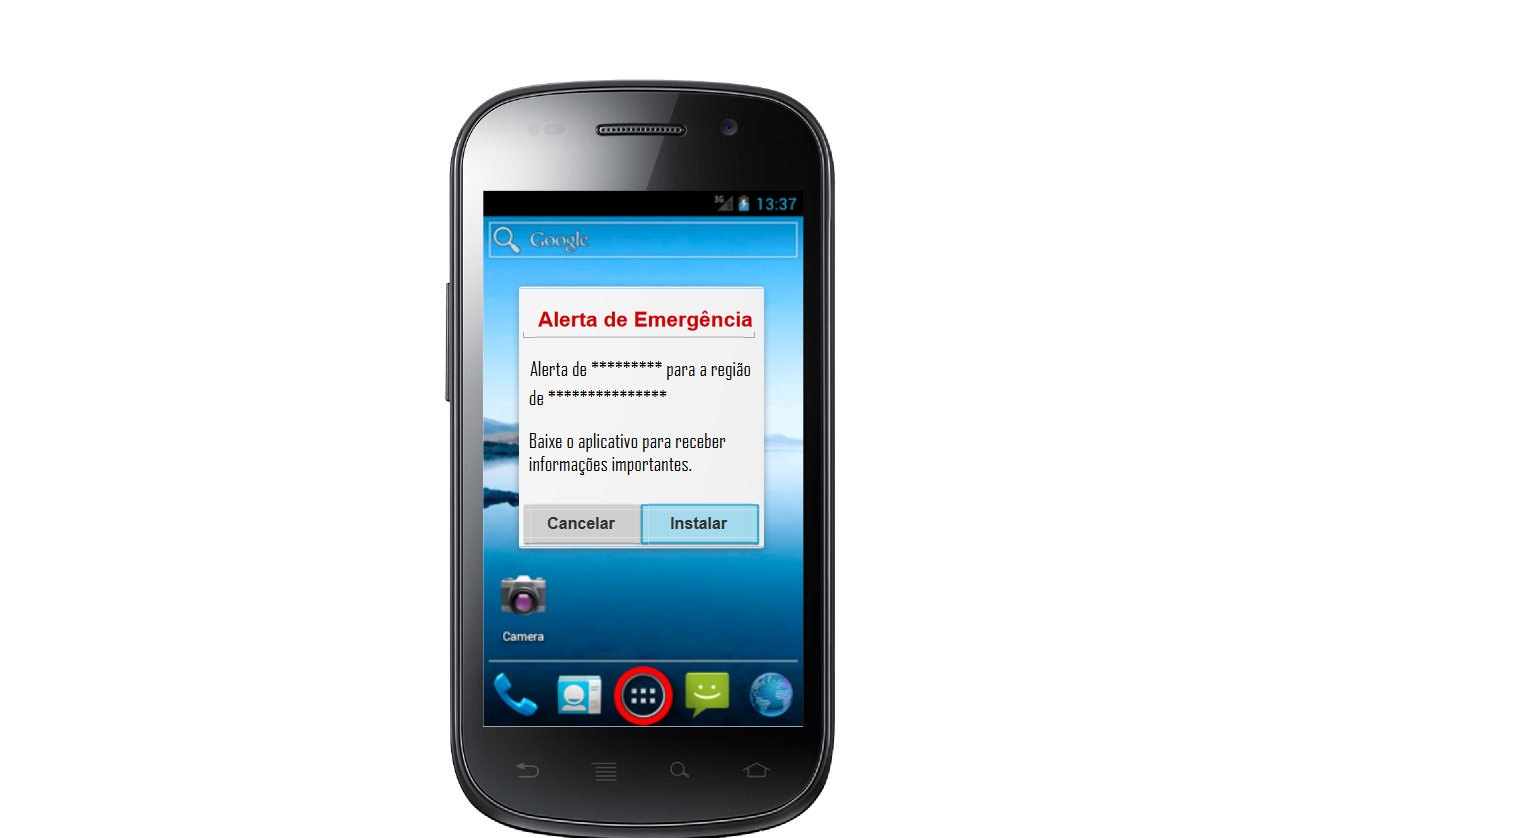 3G 13:37
Google
Alerta de Emergência
Alerta de ********* para a região
de ***************
Baixe o aplicativo para receber
informações importantes.
Cancelar Instalar
Camera